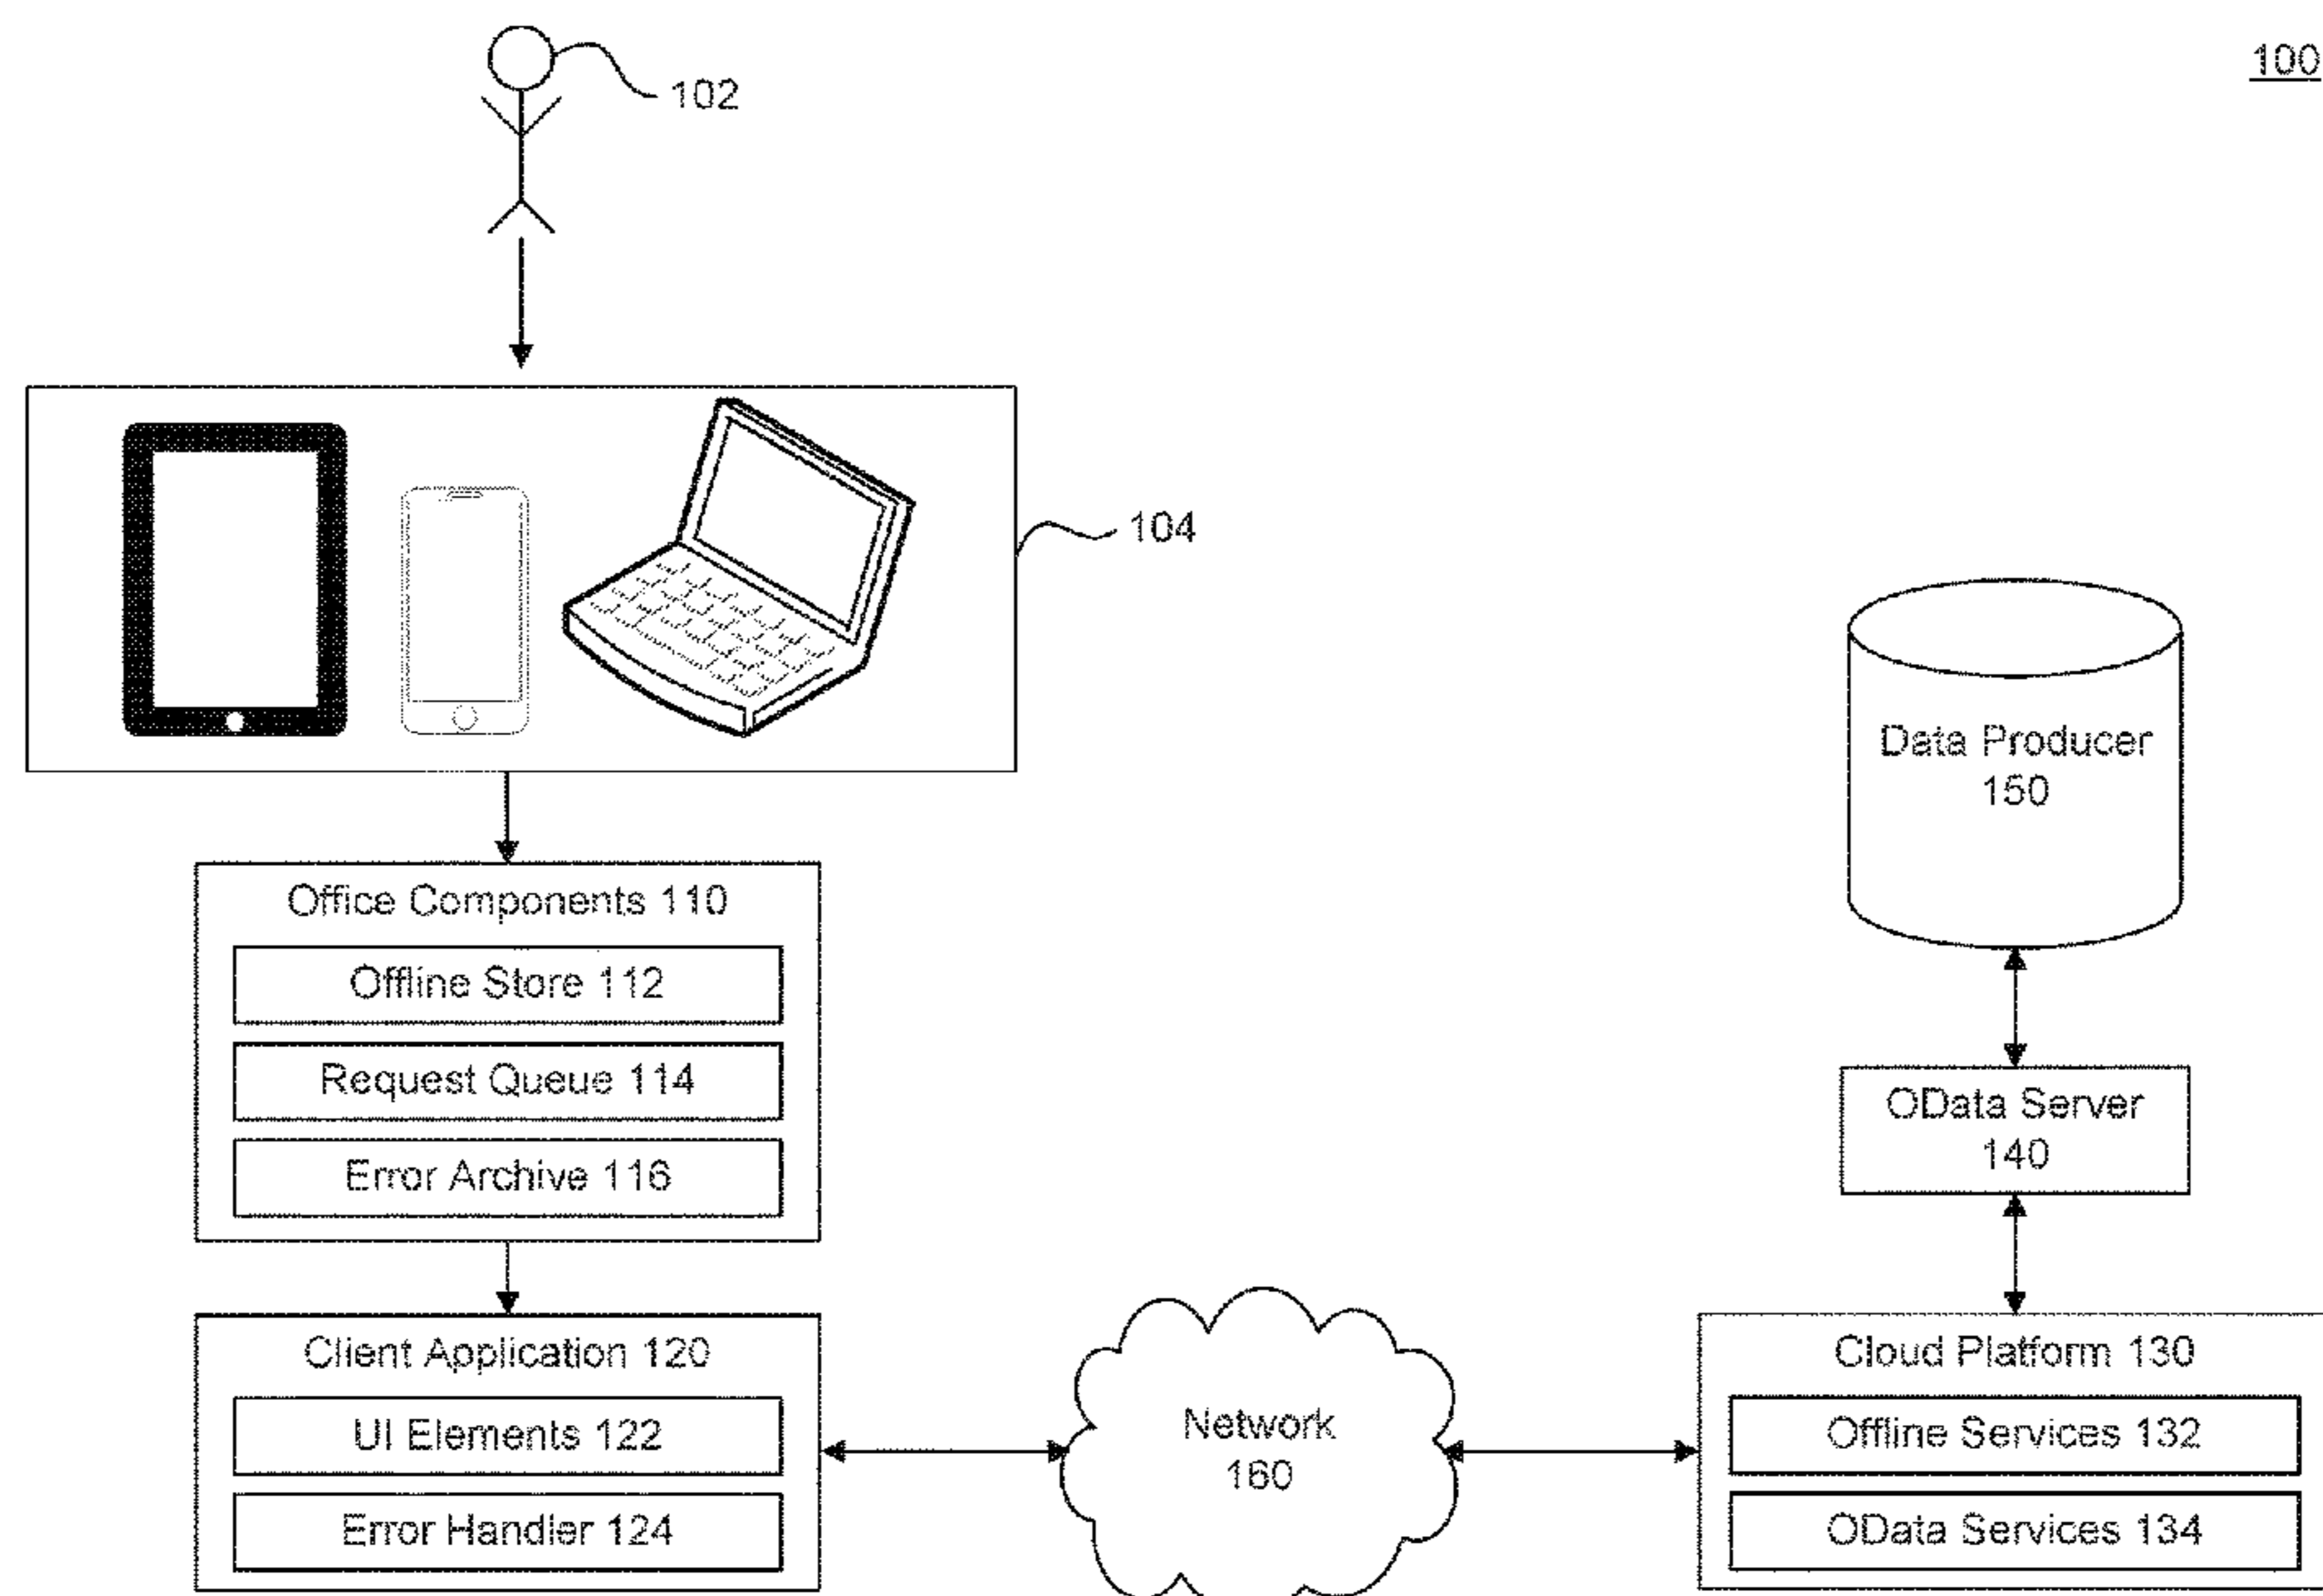 100
102
104
Data Producer
150
Office Components 110
Offline Store 112
Request Queue 114
Error Archive 116
OData Server
140
Client Application 120
UI Elements 122
Error Handler 124
Network
160
Cloud Platform 130
Offline Services 132
OData Services 134